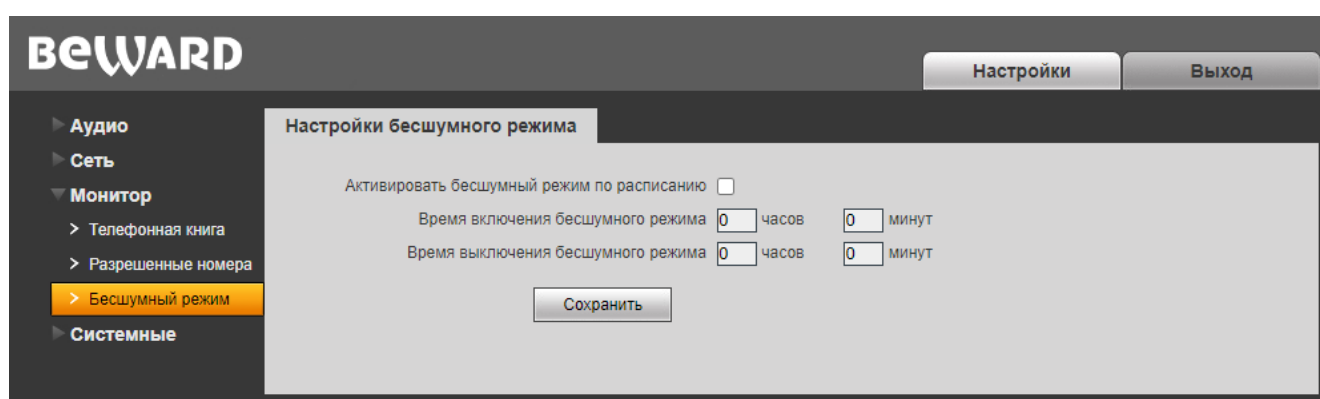 BEWARD
Настройки
Выход
Аудио
Сеть
Монитор
> Телефонная книга
> Разрешенные номера
> Бесшумный режим
Системные
Настройки бесшумного режима
Активировать бесшумный режим по расписанию
Время включения бесшумного режима 0 часов 0 минут
Время выключения бесшумного режима 0 часов 0 минут
Сохранить